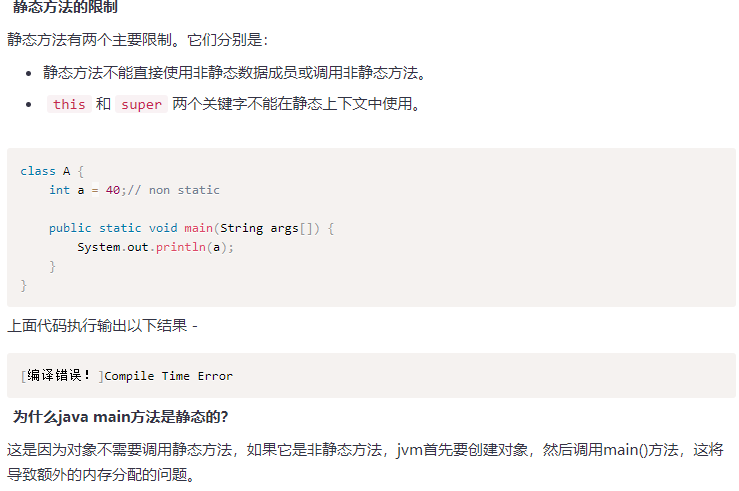 静态方法的限制
静态方法有两个主要限制。它们分别是：
静态方法不能直接使用非静态数据成员或调用非静态方法。
this 和 super 两个关键字不能在静态上下文中使用。
class A {
    int a = 40;// non static
    public static void main(String args[]) {
        System.out.println(a);
    }
}
上面代码执行输出以下结果 -
[编译错误！]Compile Time Error
为什么java main方法是静态的？
这是因为对象不需要调用静态方法，如果它是非静态方法，jvm首先要创建对象，然后调用main()方法，这将
导致额外的内存分配的问题。